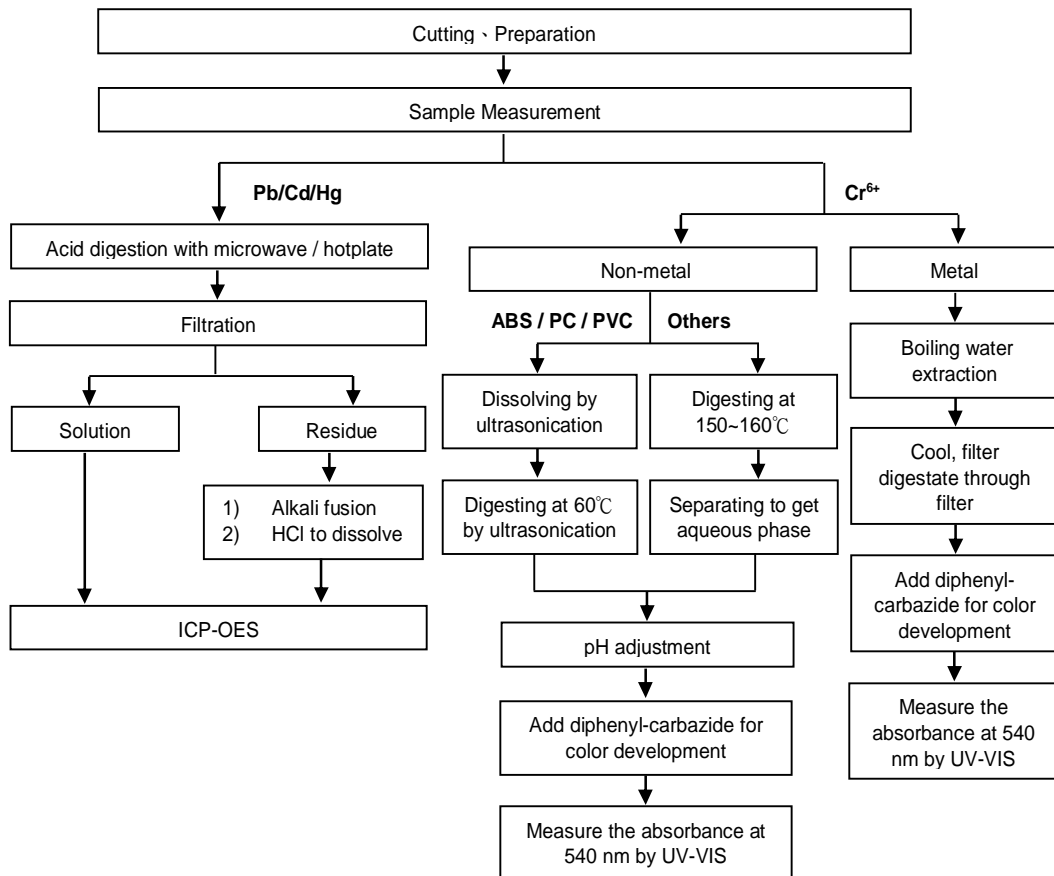 Cutting、Preparation
Sample Measurement
Pb/Cd/Hg
Cr⁶⁺
Acid digestion with microwave / hotplate
Filtration
Solution
Residue
1) Alkali fusion
2) HCl to dissolve
ICP-OES
Non-metal
ABS / PC / PVC
Others
Dissolving by
ultrasonication
Digesting at
150~160℃
Digesting at 60℃
by ultrasonication
Separating to get
aqueous phase
pH adjustment
Add diphenyl-carbazide for
color development
Measure the absorbance at
540 nm by UV-VIS
Metal
Boiling water
extraction
Cool, filter
digestate through
filter
Add diphenyl-
carbazide for color
development
Measure the
absorbance at 540
nm by UV-VIS